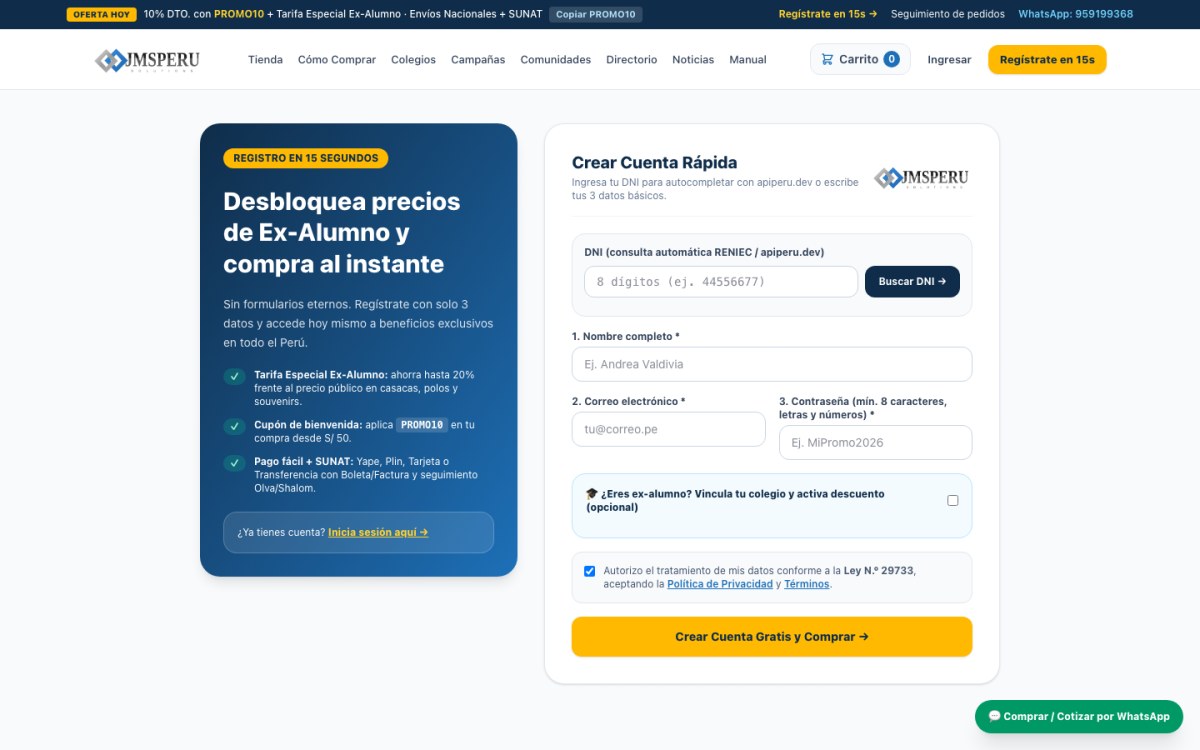 OFERTA HOY 10% DTO. con PROMO10 + Tarifa Especial Ex-Alumno · Envíos Nacionales + SUNAT Copiar PROMO10 Regístrate en 15s → Seguimiento de pedidos WhatsApp: 959199368
JMSPERU
SOLUTIONS
Tienda Cómo Comprar Colegios Campañas Comunidades Directorio Noticias Manual Carrito 0 Ingresar Regístrate en 15s
REGISTRO EN 15 SEGUNDOS
Desbloquea precios
de Ex-Alumno y
compra al instante
Sin formularios eternos. Regístrate con solo 3
datos y accede hoy mismo a beneficios exclusivos
en todo el Perú.
Tarifa Especial Ex-Alumno: ahorra hasta 20%
frente al precio público en casacas, polos y
souvenirs.
Cupón de bienvenida: aplica PROMO10 en tu
compra desde S/ 50.
Pago fácil + SUNAT: Yape, Plin, Tarjeta o
Transferencia con Boleta/Factura y seguimiento
Olva/Shalom.
¿Ya tienes cuenta? Inicia sesión aquí →
Crear Cuenta Rápida
Ingresa tu DNI para autocompletar con apiperu.dev o escribe
tus 3 datos básicos.
JMSPERU
SOLUTIONS
DNI (consulta automática RENIEC / apiperu.dev)
8 dígitos (ej. 44556677)
Buscar DNI →
1. Nombre completo *
Ej. Andrea Valdivia
2. Correo electrónico *
tu@correo.pe
3. Contraseña (mín. 8 caracteres,
letras y números) *
Ej. MiPromo2026
🎓 ¿Eres ex-alumno? Vincula tu colegio y activa descuento
(opcional)
Autorizo el tratamiento de mis datos conforme a la Ley N.º 29733,
aceptando la Política de Privacidad y Términos.
Crear Cuenta Gratis y Comprar →
💬 Comprar / Cotizar por WhatsApp